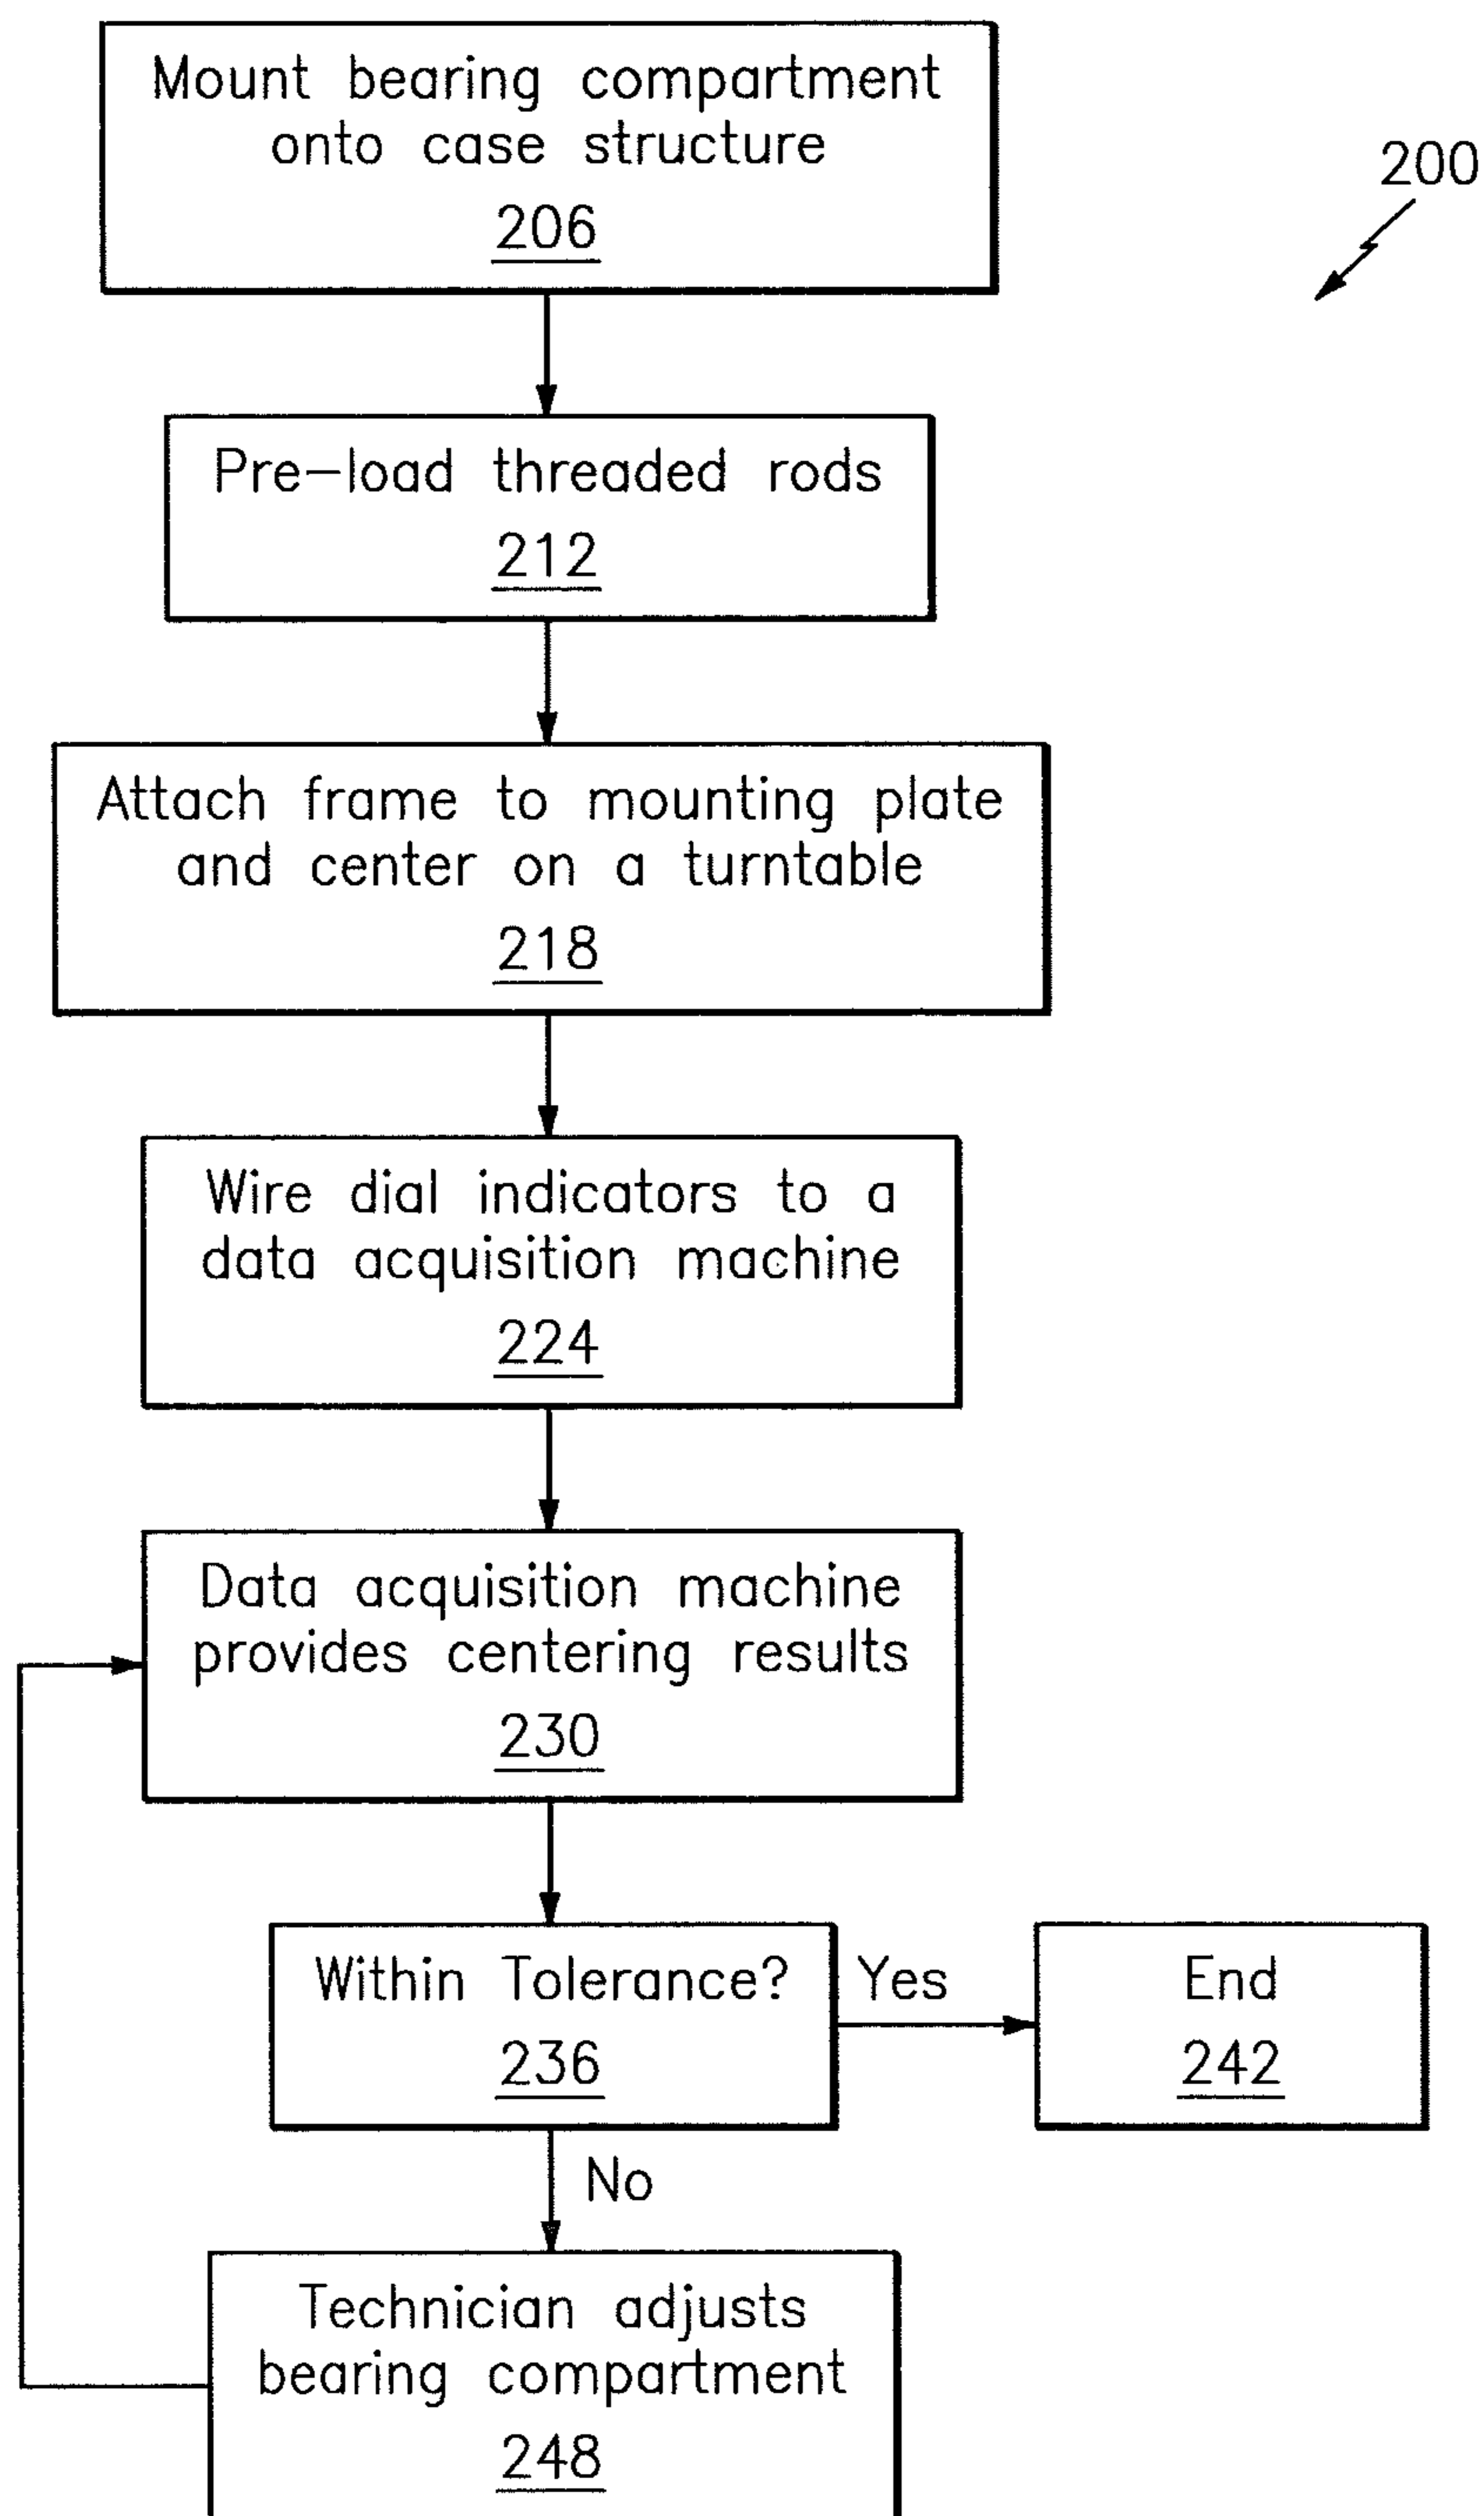 Mount bearing compartment
onto case structure
206
200
Pre-load threaded rods
212
Attach frame to mounting plate
and center on a turntable
218
Wire dial indicators to a
data acquisition machine
224
Data acquisition machine
provides centering results
230
Within Tolerance?
236
Yes
End
242
No
Technician adjusts
bearing compartment
248